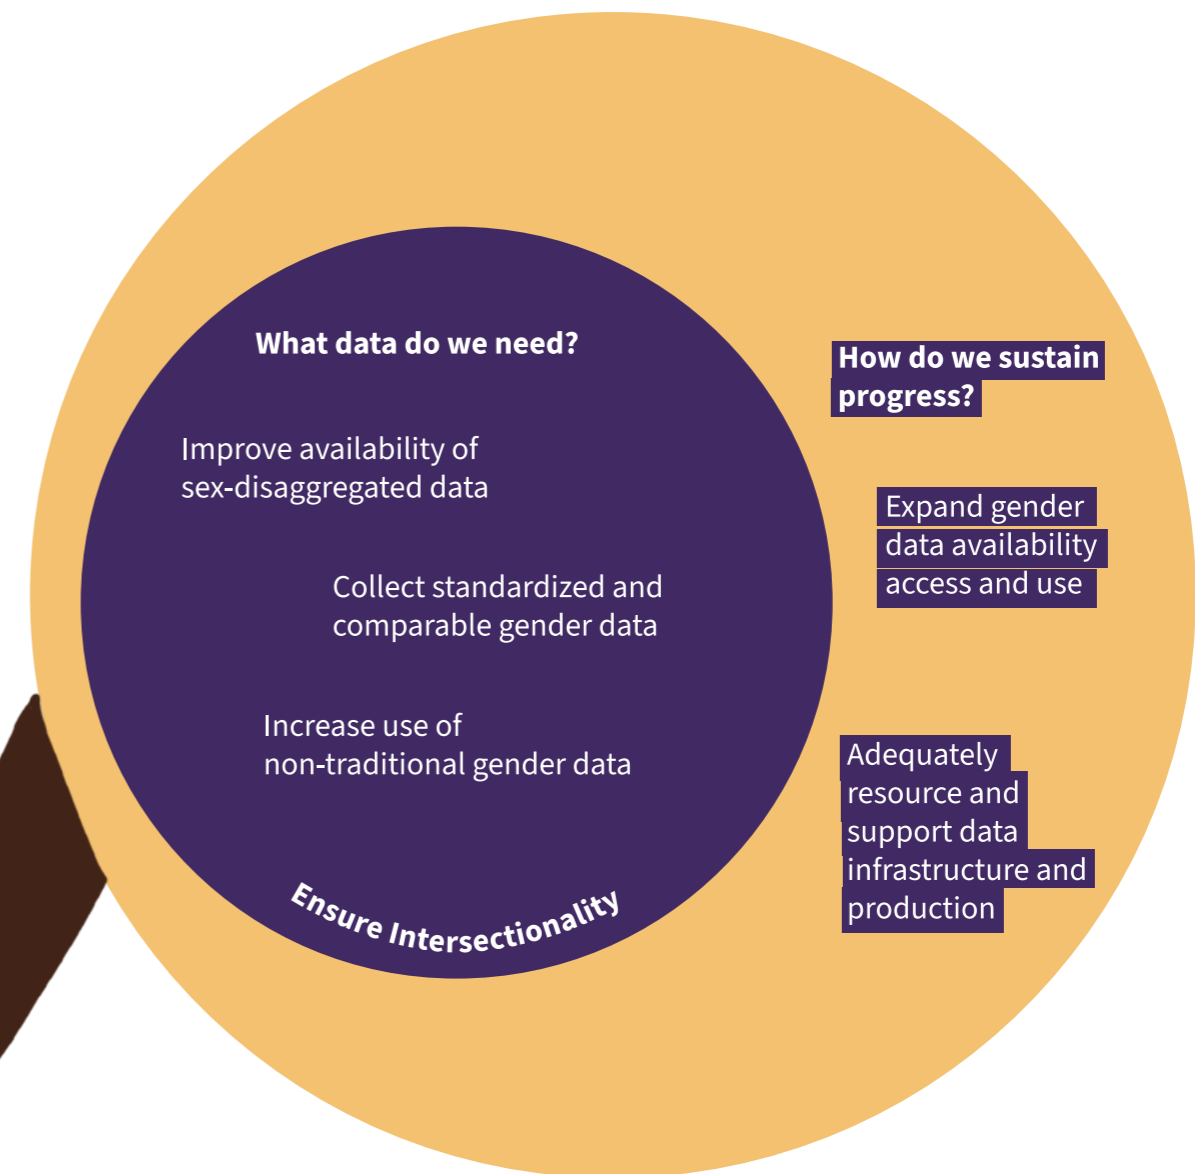 What data do we need?
Improve availability of
sex-disaggregated data
Collect standardized and
comparable gender data
Increase use of
non-traditional gender data
Ensure Intersectionality
How do we sustain
progress?
Expand gender
data availability
access and use
Adequately
resource and
support data
infrastructure and
production